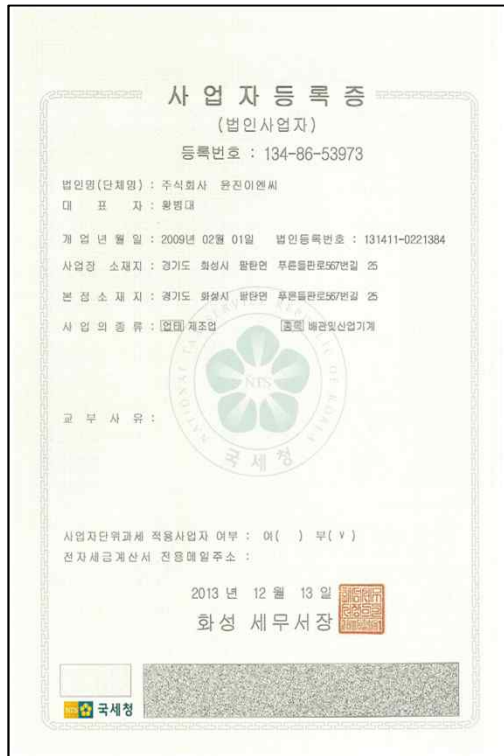 사업자등록증
(법인사업자)
등록번호 : 134-86-53973
법인명(단체명) : 주식회사 윤진이엔씨
대 표 자 : 황병대
개 업 년 월 일 : 2009년 02월 01일 법인등록번호 : 131411-0221384
사업장 소재지 : 경기도 화성시 팔탄면 푸른들판로567번길 25
본 점 소 재 지 : 경기도 화성시 팔탄면 푸른들판로567번길 25
사 업 의 종 류 : 업태 제조업 종목 배관및산업기계
NATIONAL TAX SERVICE REPUBLIC OF KOREA
NTS
국세청
교 부 사 유 :
사업자단위과세 적용사업자 여부 : 여( ) 부( v )
전자세금계산서 전용메일주소 :
2013 년 12 월 13 일
화성 세무서장
NTS 국세청